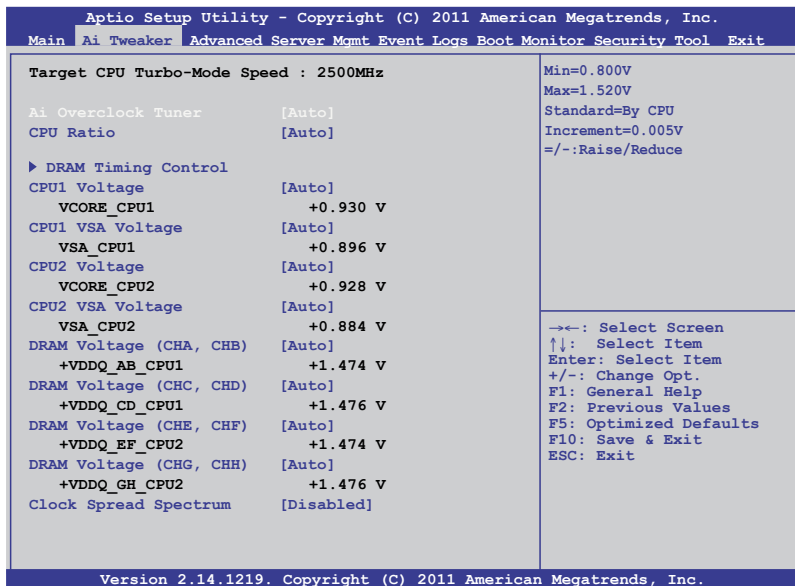 Aptio Setup Utility - Copyright (C) 2011 American Megatrends, Inc.
Main Ai Tweaker Advanced Server Mgmt Event Logs Boot Monitor Security Tool Exit
Target CPU Turbo-Mode Speed : 2500MHz
Ai Overclock Tuner [Auto]
CPU Ratio [Auto]
▶ DRAM Timing Control
CPU1 Voltage [Auto]
VCORE_CPU1 +0.930 V
CPU1 VSA Voltage [Auto]
VSA_CPU1 +0.896 V
CPU2 Voltage [Auto]
VCORE_CPU2 +0.928 V
CPU2 VSA Voltage [Auto]
VSA_CPU2 +0.884 V
DRAM Voltage (CHA, CHB) [Auto]
+VDDQ_AB_CPU1 +1.474 V
DRAM Voltage (CHC, CHD) [Auto]
+VDDQ_CD_CPU1 +1.476 V
DRAM Voltage (CHE, CHF) [Auto]
+VDDQ_EF_CPU2 +1.474 V
DRAM Voltage (CHG, CHH) [Auto]
+VDDQ_GH_CPU2 +1.476 V
Clock Spread Spectrum [Disabled]
Min=0.800V
Max=1.520V
Standard=By CPU
Increment=0.005V
=/-:Raise/Reduce
→←: Select Screen
↑↓: Select Item
Enter: Select Item
+/-: Change Opt.
F1: General Help
F2: Previous Values
F5: Optimized Defaults
F10: Save & Exit
ESC: Exit
Version 2.14.1219. Copyright (C) 2011 American Megatrends, Inc.